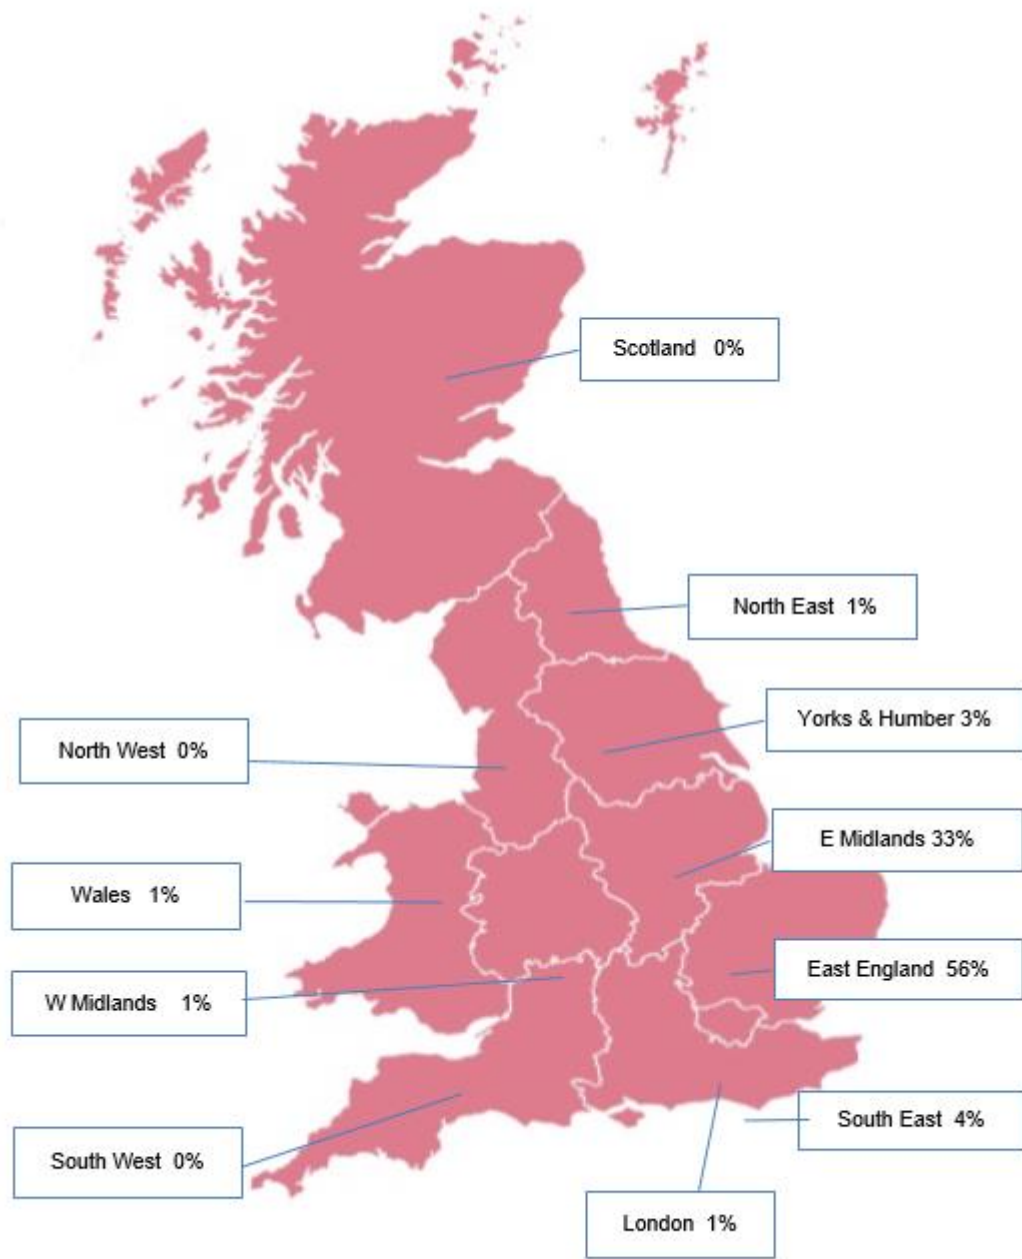 Scotland 0%
North East 1%
Yorks & Humber 3%
North West 0%
E Midlands 33%
Wales 1%
East England 56%
W Midlands 1%
South East 4%
South West 0%
London 1%